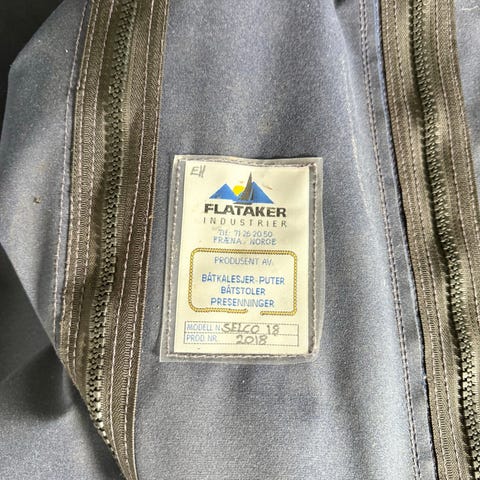 EH
FLATAKER
INDUSTRIER
Tlf: 71 26 20 50
FRÆNA, NORGE
PRODUSENT AV:
BÅTKALESJER-PUTER
BÅTSTOLER
PRESENNINGER
MODELL N. SELCO 18
PROD. NR. 2018